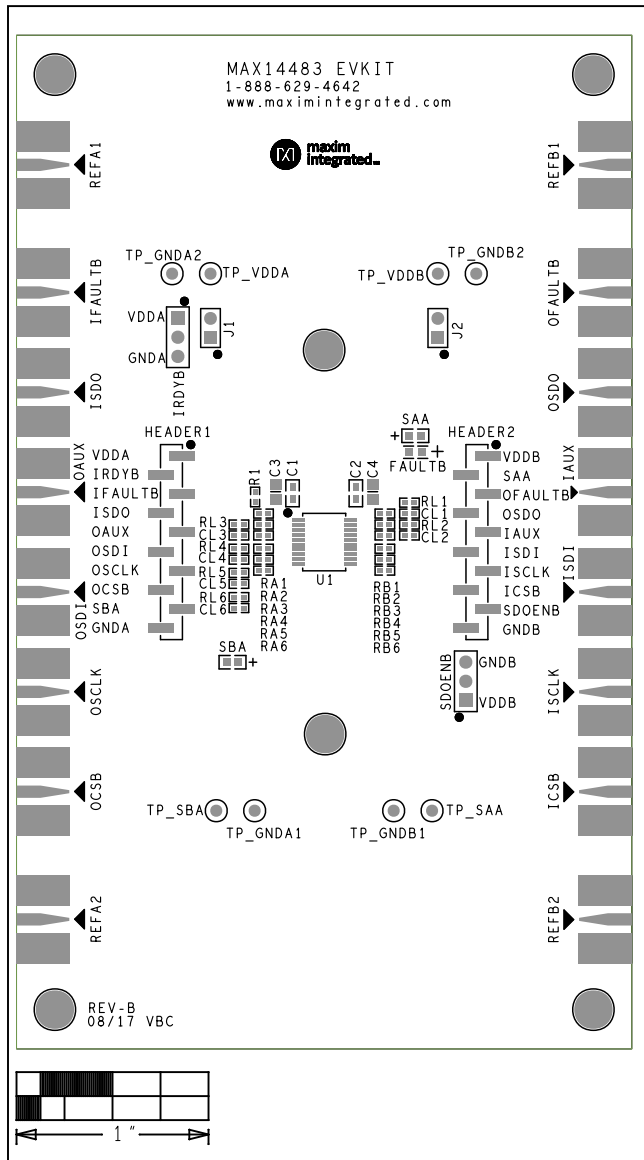 MAX14483 EVKIT
1-888-629-4642
www.maximintegrated.com
maxim
integrated™
REFA1
REFB1
TP_GNDA2
TP_VDDA
TP_VDDB
TP_GNDB2
IFAULTB
OFAULTB
VDDA
GNDA
IRDYB
J1
J2
ISDO
OSDO
SAA
+
FAULTB
+
HEADER1
HEADER2
OAUX
IAUX
VDDA
IRDYB
IFAULTB
ISDO
OAUX
OSDI
OSCLK
OCSB
SBA
GNDA
R1
C3
C1
C2
C4
RL3
CL3
RL4
CL4
RL5
CL5
RL6
CL6
RL1
CL1
RL2
CL2
U1
RA1
RA2
RA3
RA4
RA5
RA6
RB1
RB2
RB3
RB4
RB5
RB6
VDDB
SAA
OFAULTB
OSDO
IAUX
ISDI
ISCLK
ICSB
SDOENB
GNDB
OSDI
ISDI
SBA
+
SDOENB
GNDB
VDDB
OSCLK
ISCLK
OCSB
ICSB
TP_SBA
TP_GNDA1
TP_GNDB1
TP_SAA
REFA2
REFB2
REV-B
08/17 VBC
1"